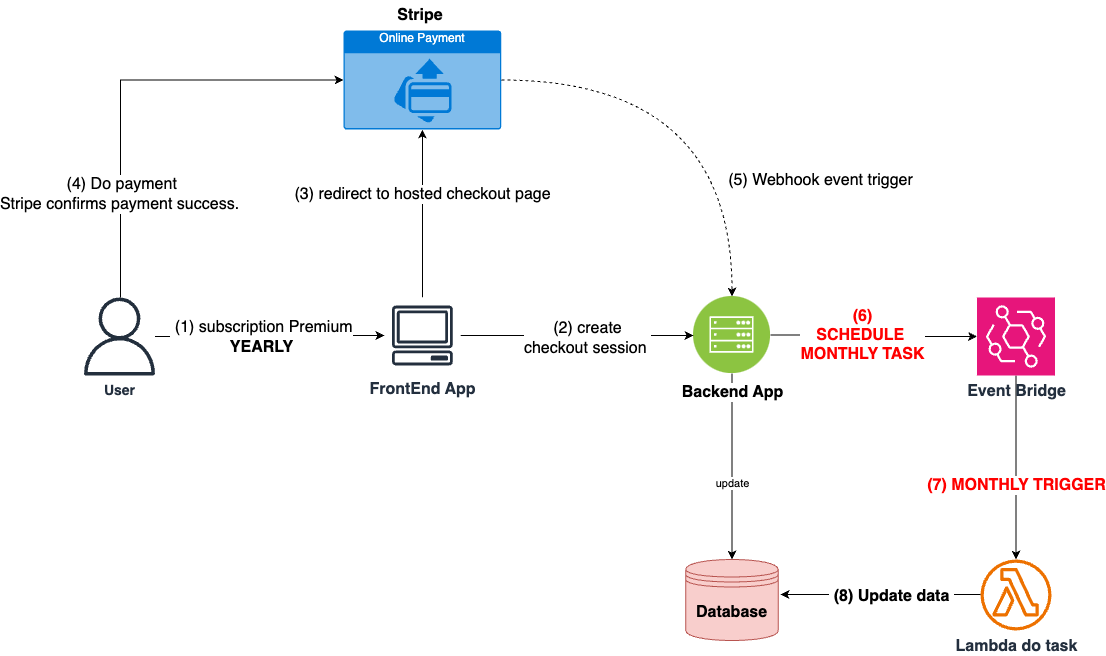 Stripe
Online Payment
(4) Do payment
Stripe confirms payment success.
(3) redirect to hosted checkout page
(5) Webhook event trigger
(1) subscription Premium
YEARLY
(2) create
checkout session
(6)
SCHEDULE
MONTHLY TASK
User
FrontEnd App
Backend App
Event Bridge
update
(7) MONTHLY TRIGGER
Database
(8) Update data
Lambda do task